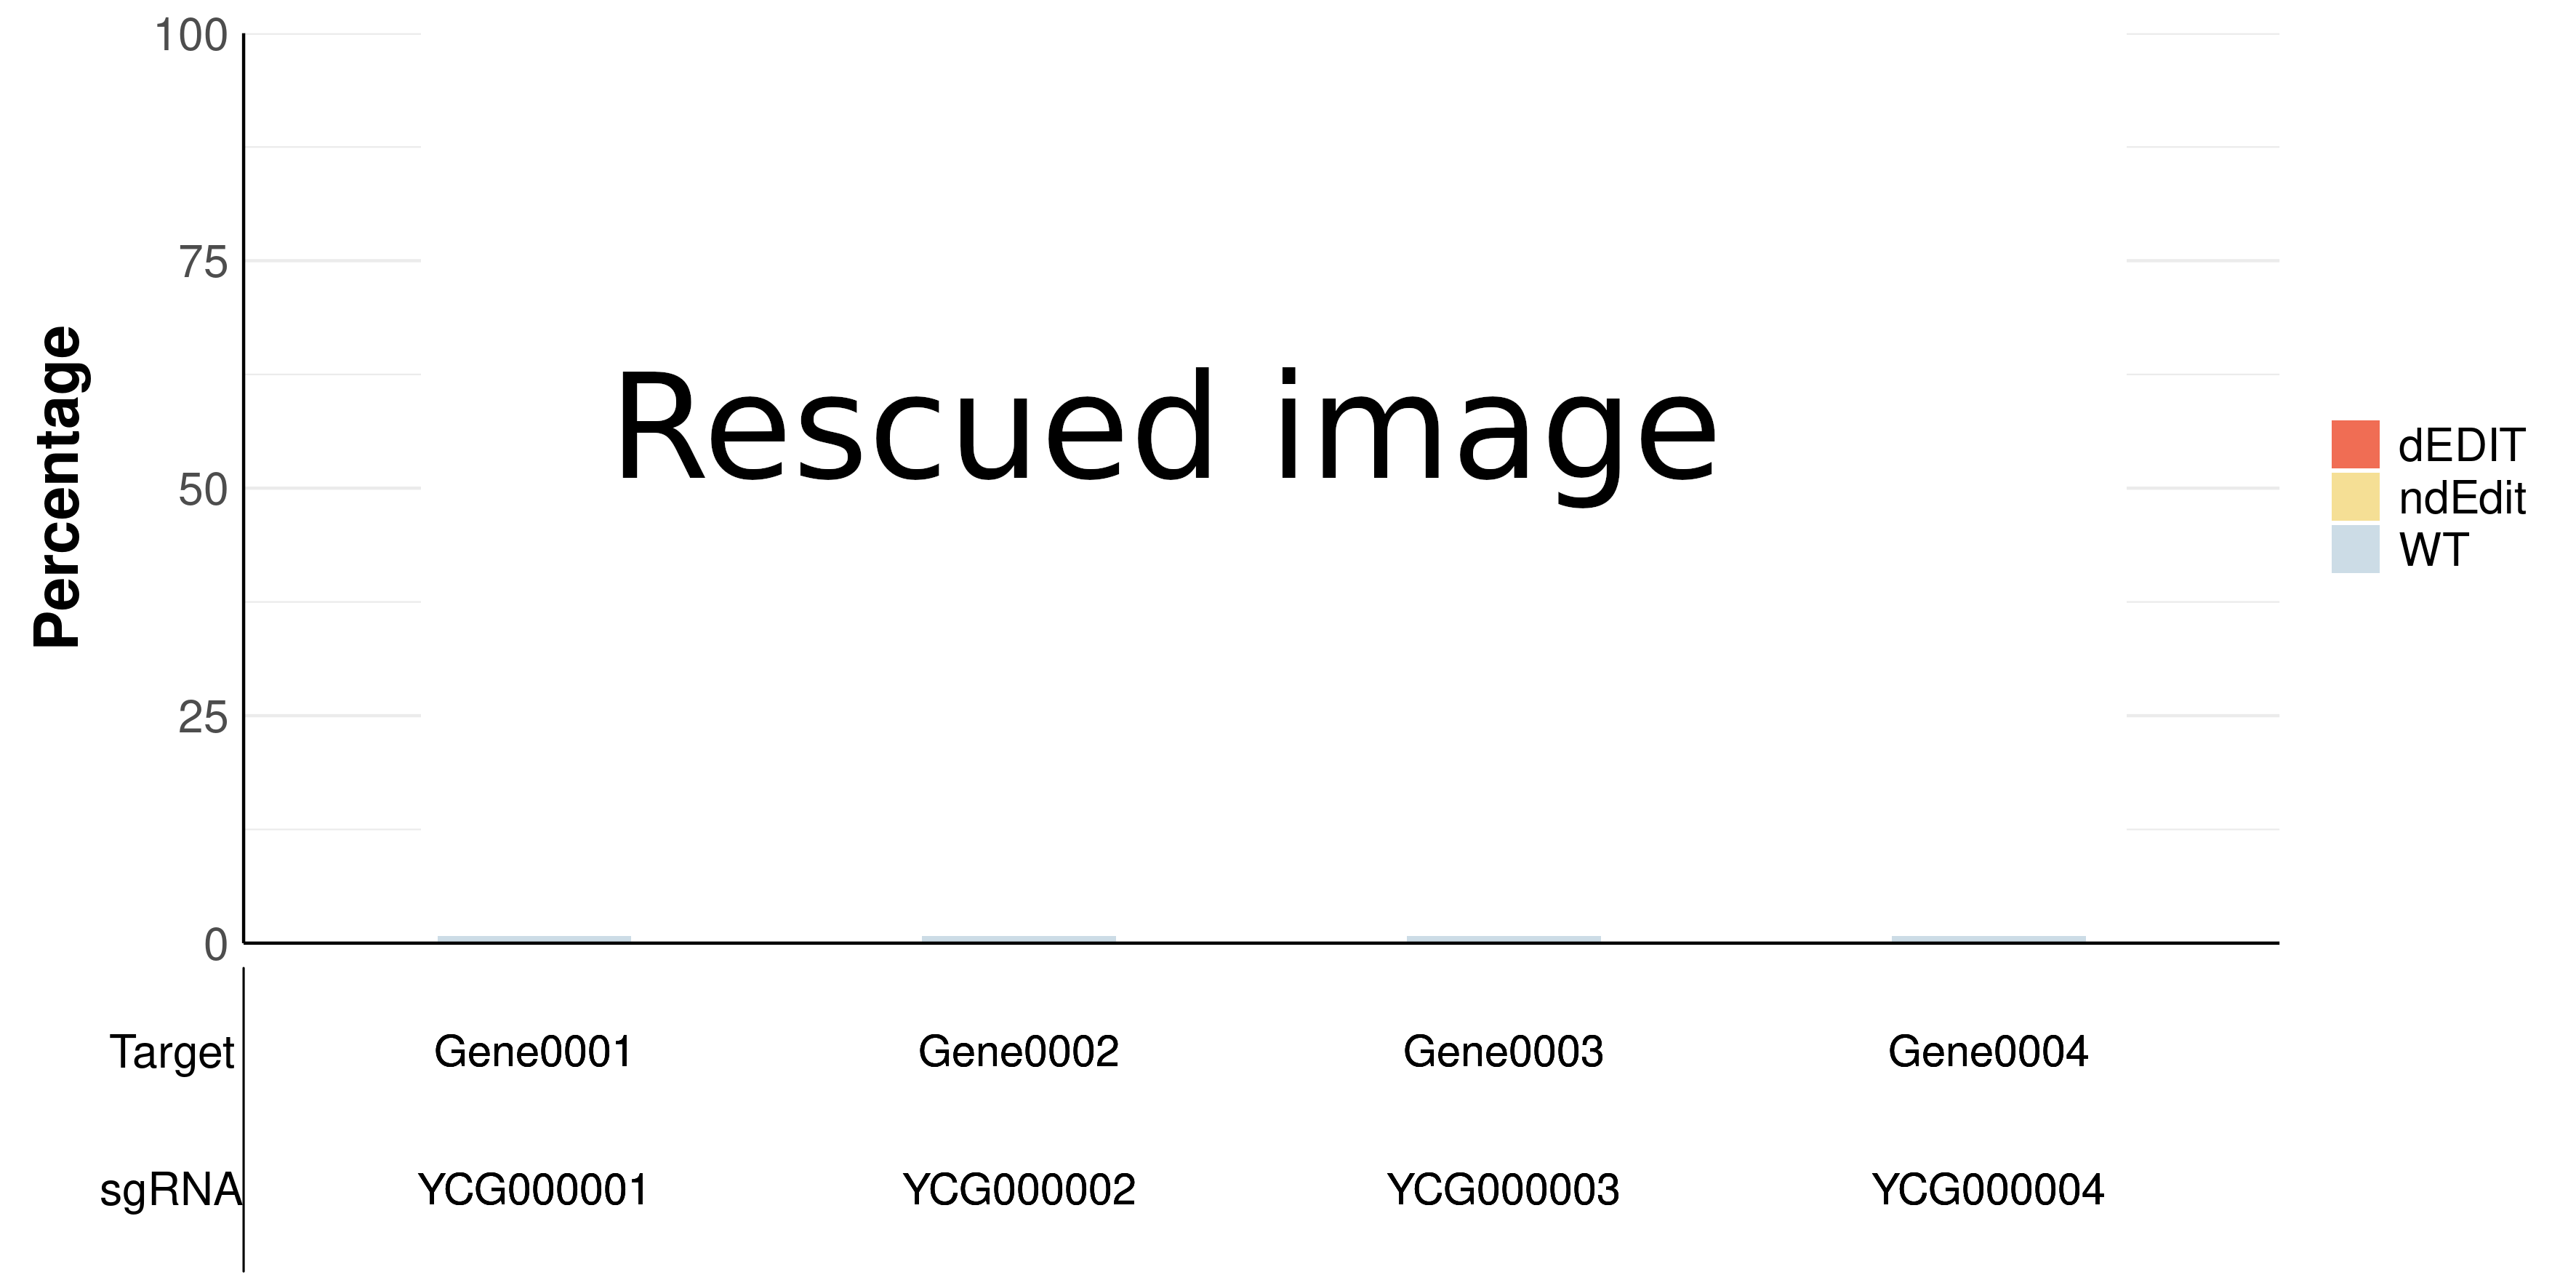 100
75
50
25
0
Percentage
Rescued image
dEDIT
ndEdit
WT
Target Gene0001 Gene0002 Gene0003 Gene0004
sgRNA YCG000001 YCG000002 YCG000003 YCG000004